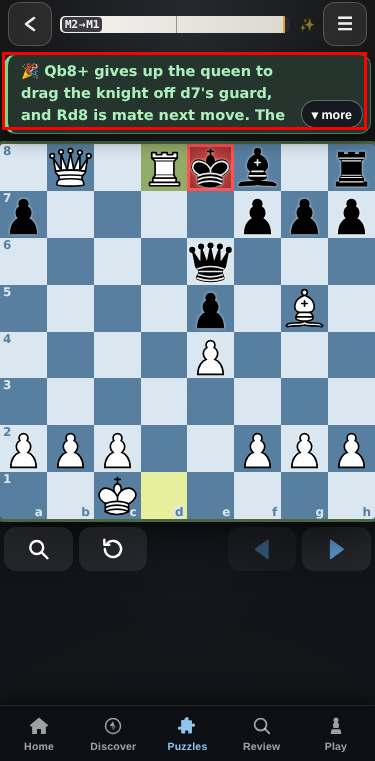 M2→M1
🎉 Qb8+ gives up the queen to
drag the knight off d7's guard,
and Rd8 is mate next move. The
▾ more
8
7
6
5
4
3
2
1
a b c d e f g h
Home Discover Puzzles Review Play